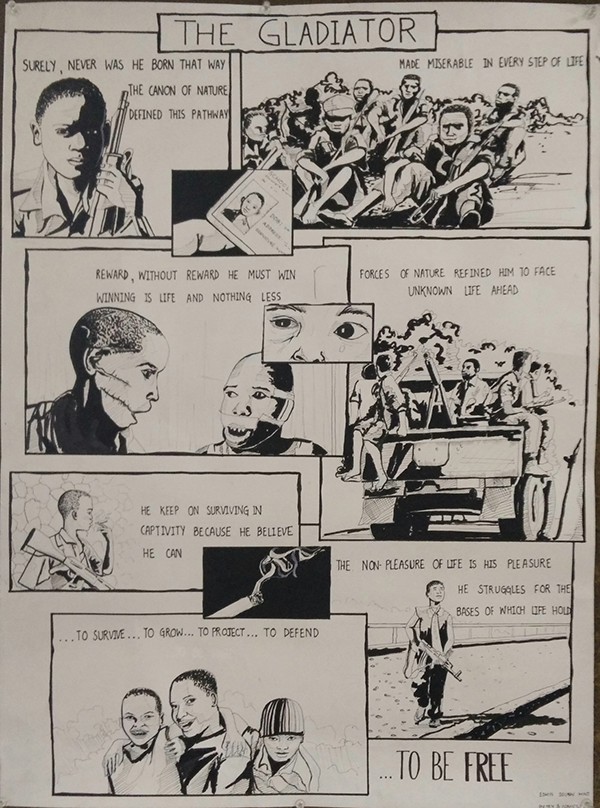 THE GLADIATOR
SURELY, NEVER WAS HE BORN THAT WAY
THE CANON OF NATURE
DEFINED THIS PATHWAY
MADE MISERABLE IN EVERY STEP OF LIFE
REWARD, WITHOUT REWARD HE MUST WIN
WINNING IS LIFE AND NOTHING LESS
FORCES OF NATURE REFINED HIM TO FACE
UNKNOWN LIFE AHEAD
HE KEEP ON SURVIVING IN
CAPTIVITY BECAUSE HE BELIEVE
HE CAN
THE NON-PLEASURE OF LIFE IS HIS PLEASURE
HE STRUGGLES FOR THE
BASES OF WHICH LIFE HOLD
...TO SURVIVE... TO GROW... TO PROJECT... TO DEFEND
...TO BE FREE